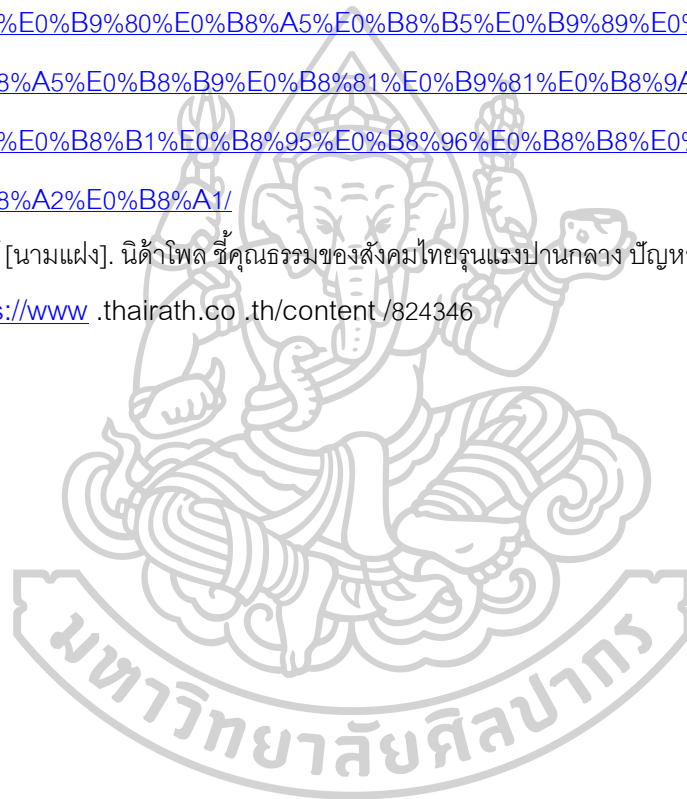 %E0%B9%80%E0%B8%A5%E0%B8%B5%E0%B9%89%E0%
8%A5%E0%B8%B9%E0%B8%81%E0%B9%81%E0%B8%9A
%E0%B8%B1%E0%B8%95%E0%B8%96%E0%B8%B8%E0%
8%A2%E0%B8%A1/
[นามแฝง]. นิด้าโพล ชี้คุณธรรมของสังคมไทยรุนแรงปานกลาง ปัญห
s://www .thairath.co .th/content /824346
มหาวิทยาลัยศิลปากร